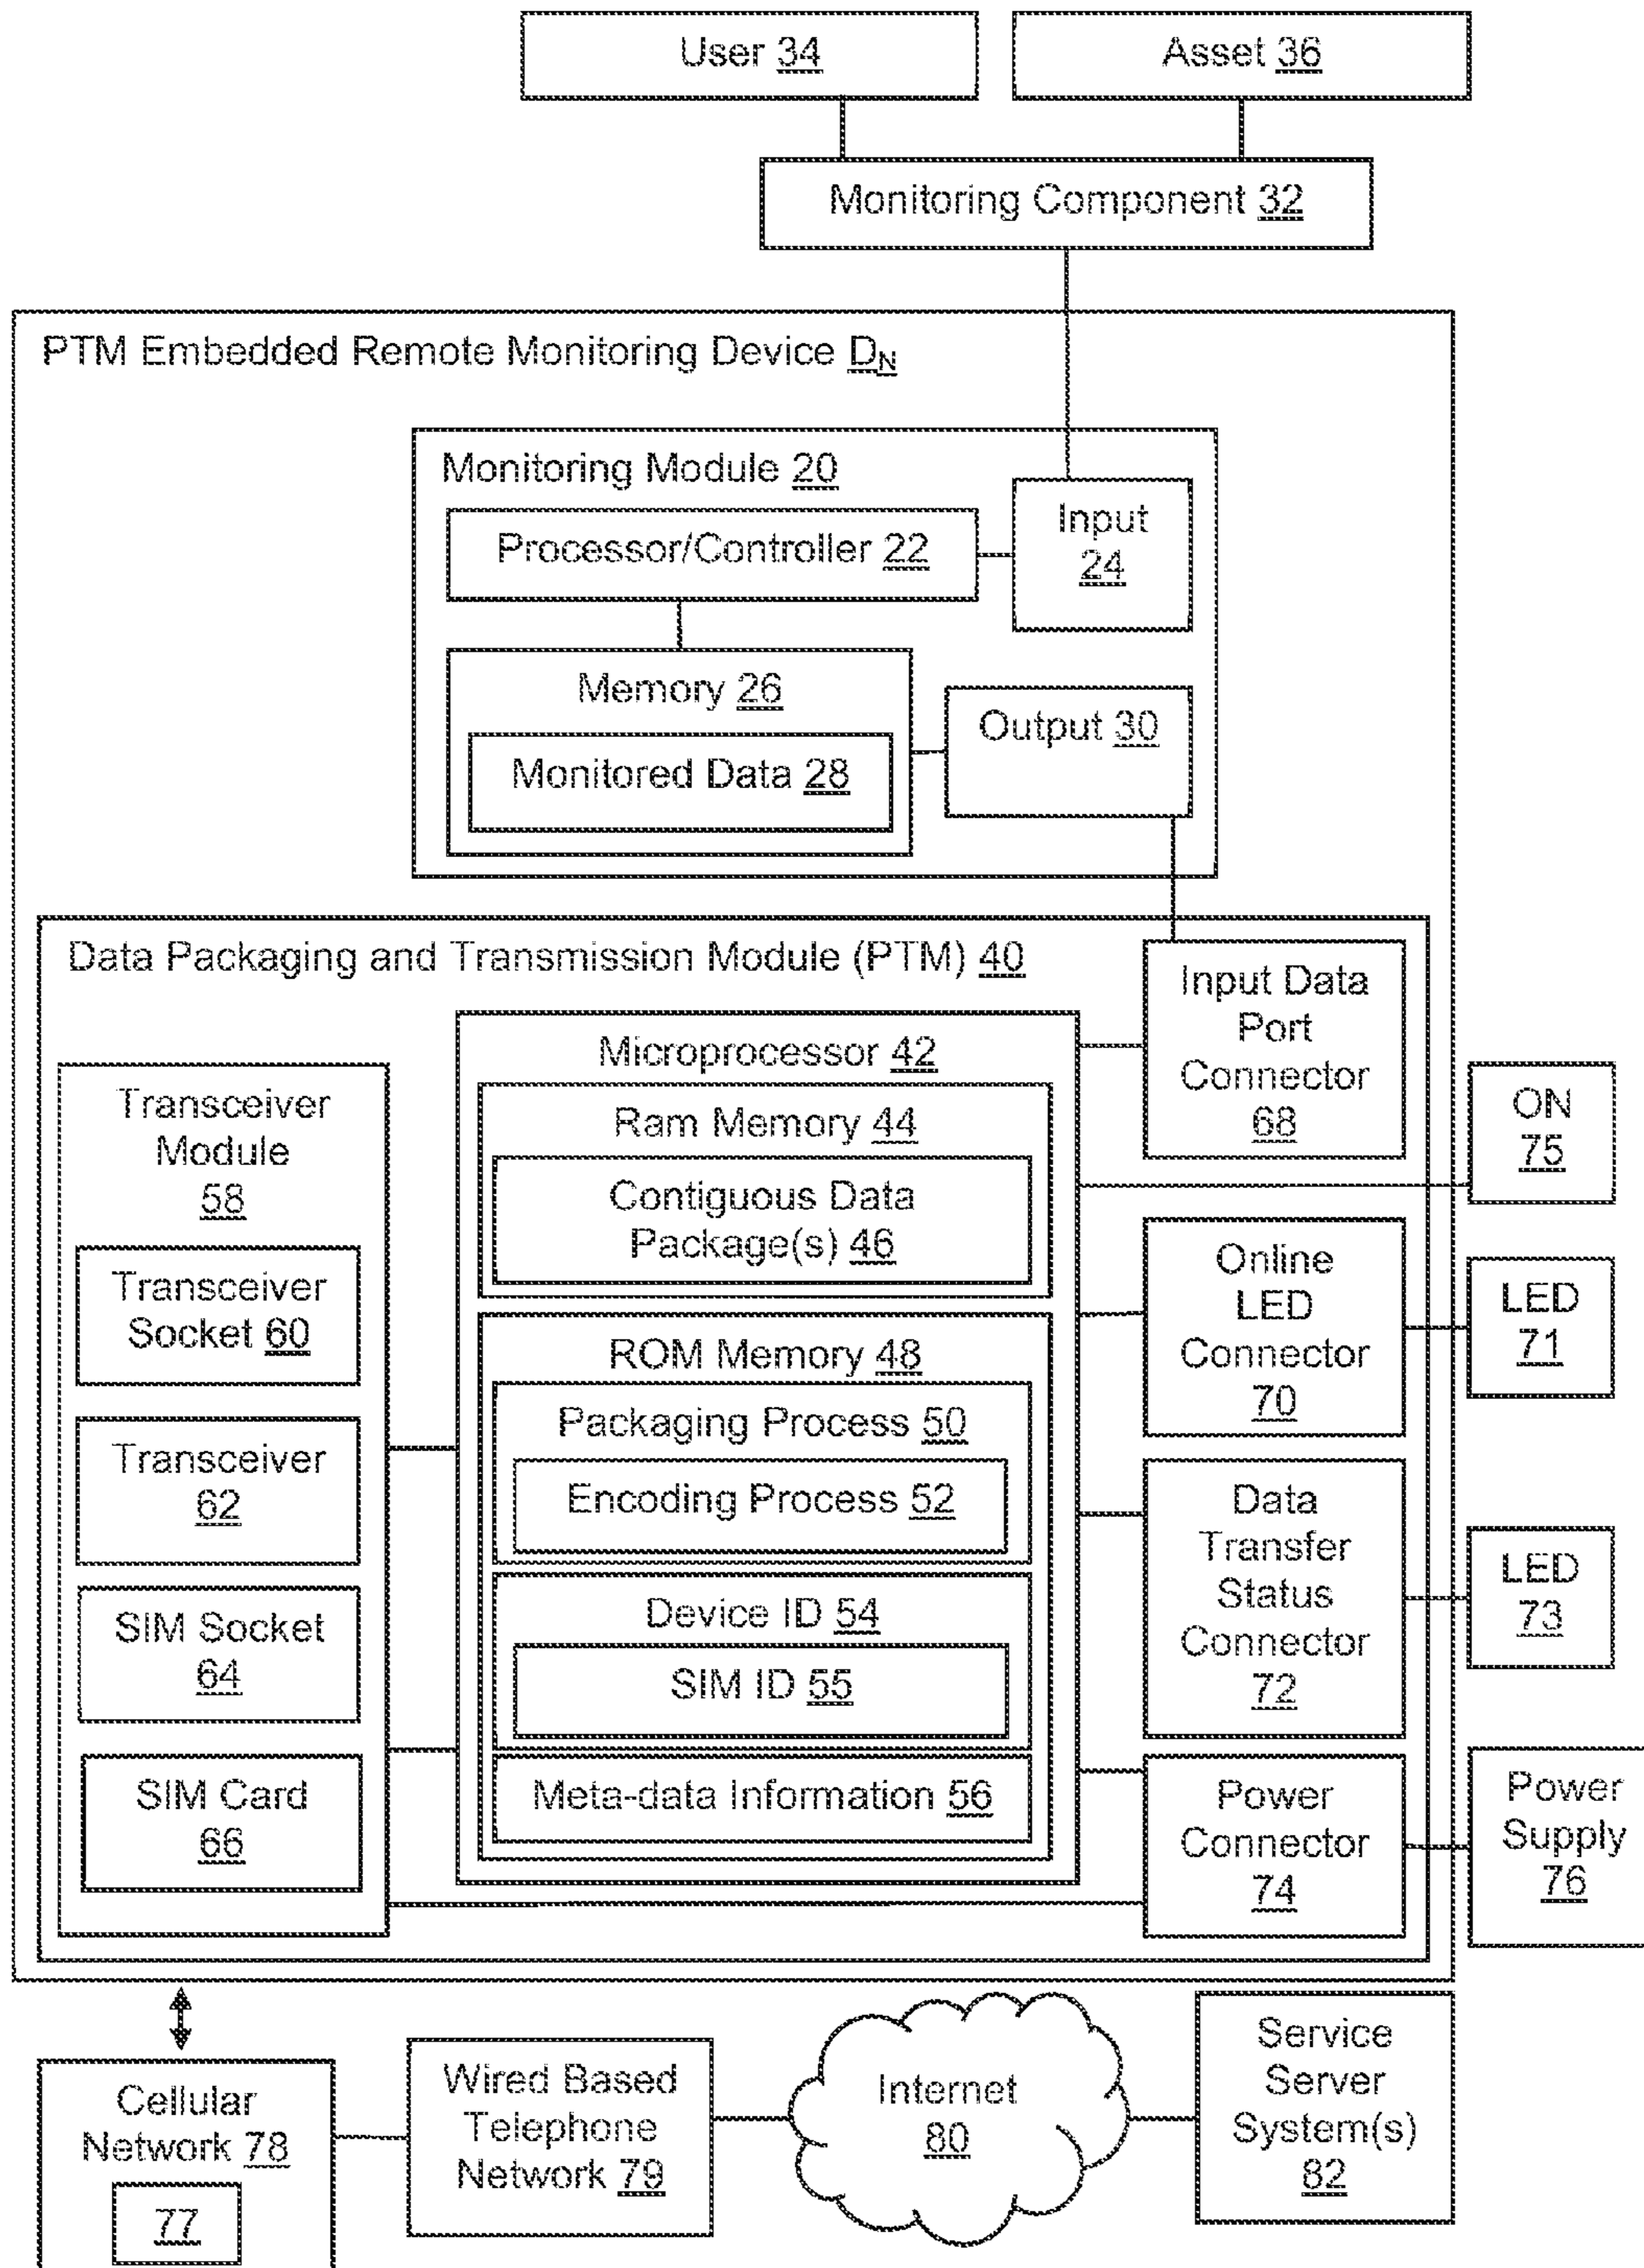 User 34
Asset 36
Monitoring Component 32
PTM Embedded Remote Monitoring Device DN
Monitoring Module 20
Processor/Controller 22
Input
24
Memory 26
Monitored Data 28
Output 30
Data Packaging and Transmission Module (PTM) 40
Transceiver
Module
58
Transceiver
Socket 60
Transceiver
62
SIM Socket
64
SIM Card
66
Microprocessor 42
Ram Memory 44
Contiguous Data
Package(s) 46
ROM Memory 48
Packaging Process 50
Encoding Process 52
Device ID 54
SIM ID 55
Meta-data Information 56
Input Data
Port
Connector
68
Online
LED
Connector
70
Data
Transfer
Status
Connector
72
Power
Connector
74
ON
75
LED
71
LED
73
Power
Supply
76
Cellular
Network 78
77
Wired Based
Telephone
Network 79
Internet
80
Service
Server
System(s)
82